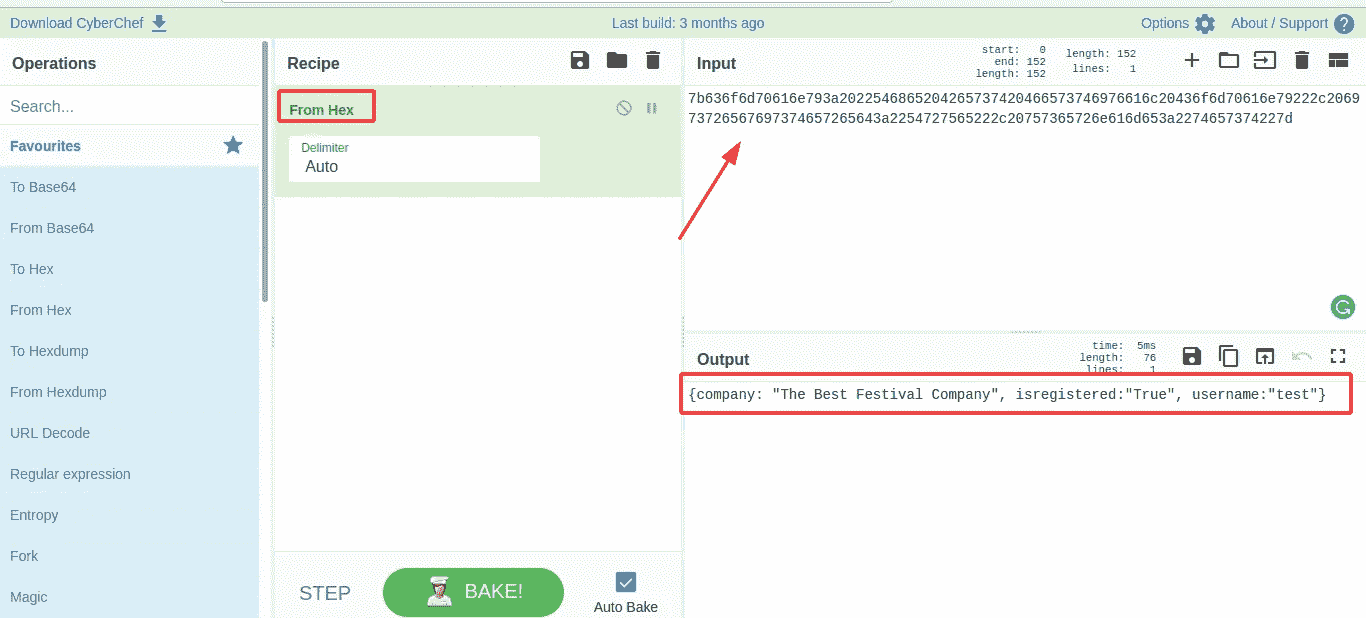 Download CyberChef
Last build: 3 months ago
Options
About / Support
Operations
Search...
Favourites
To Base64
From Base64
To Hex
From Hex
To Hexdump
From Hexdump
URL Decode
Regular expression
Entropy
Fork
Magic
Recipe
From Hex
Delimiter
Auto
STEP
BAKE!
Auto Bake
Input
start: 0
end: 152
length: 152
length: 152
lines: 1
7b636f6d70616e793a2022546865204265737420466573746976616c20436f6d70616e79222c2069
73726567697374657265643a2254727565222c20757365726e616d653a2274657374227d
Output
time: 5ms
length: 76
lines: 1
{company: "The Best Festival Company", isregistered:"True", username:"test"}